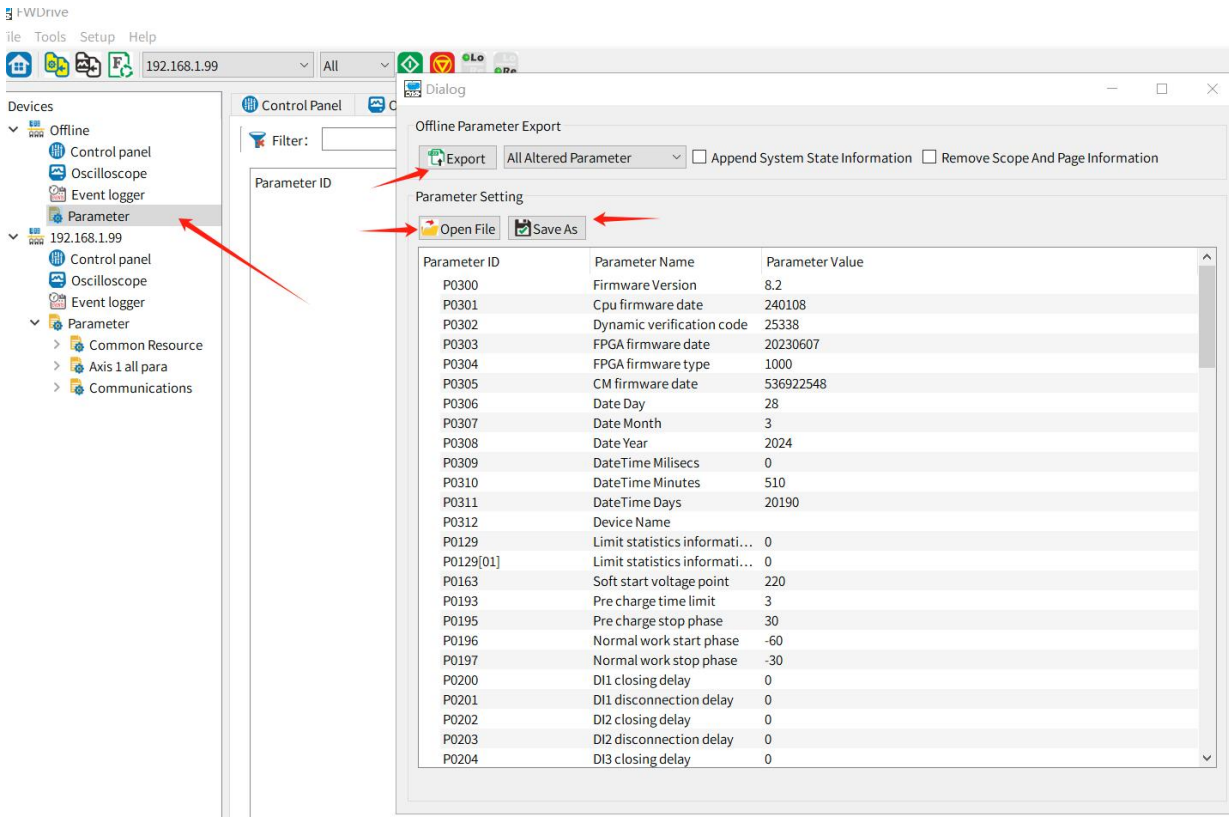 FWDrive
ile Tools Setup Help
192.168.1.99 All Lo
Re
Devices
Offline
Control panel
Oscilloscope
Event logger
Parameter
192.168.1.99
Control panel
Oscilloscope
Event logger
Parameter
Common Resource
Axis 1 all para
Communications
Control Panel
Filter:
Parameter ID
Dialog
Offline Parameter Export
Export All Altered Parameter Append System State Information Remove Scope And Page Information
Parameter Setting
Open File Save As
Parameter ID Parameter Name Parameter Value
P0300 Firmware Version 8.2
P0301 Cpu firmware date 240108
P0302 Dynamic verification code 25338
P0303 FPGA firmware date 20230607
P0304 FPGA firmware type 1000
P0305 CM firmware date 536922548
P0306 Date Day 28
P0307 Date Month 3
P0308 Date Year 2024
P0309 DateTime Milisecs 0
P0310 DateTime Minutes 510
P0311 DateTime Days 20190
P0312 Device Name
P0129 Limit statistics informati... 0
P0129[01] Limit statistics informati... 0
P0163 Soft start voltage point 220
P0193 Pre charge time limit 3
P0195 Pre charge stop phase 30
P0196 Normal work start phase -60
P0197 Normal work stop phase -30
P0200 DI1 closing delay 0
P0201 DI1 disconnection delay 0
P0202 DI2 closing delay 0
P0203 DI2 disconnection delay 0
P0204 DI3 closing delay 0